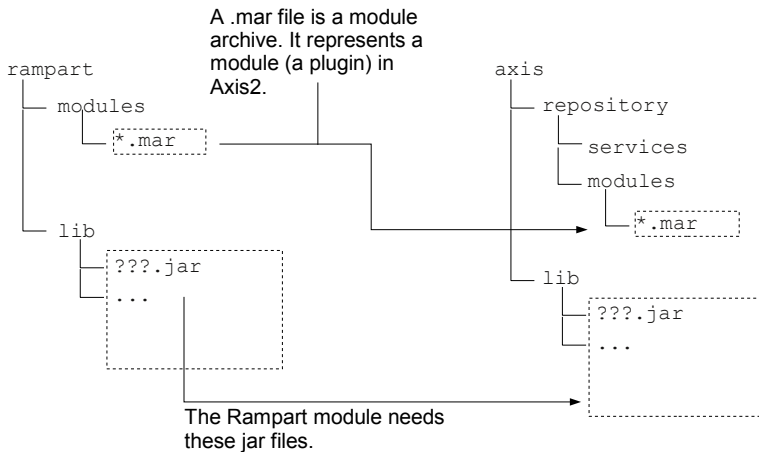 A .mar file is a module
archive. It represents a
module (a plugin) in
Axis2.
rampart
modules
*.mar
lib
???.jar
...
axis
repository
services
modules
*.mar
lib
???.jar
...
The Rampart module needs
these jar files.